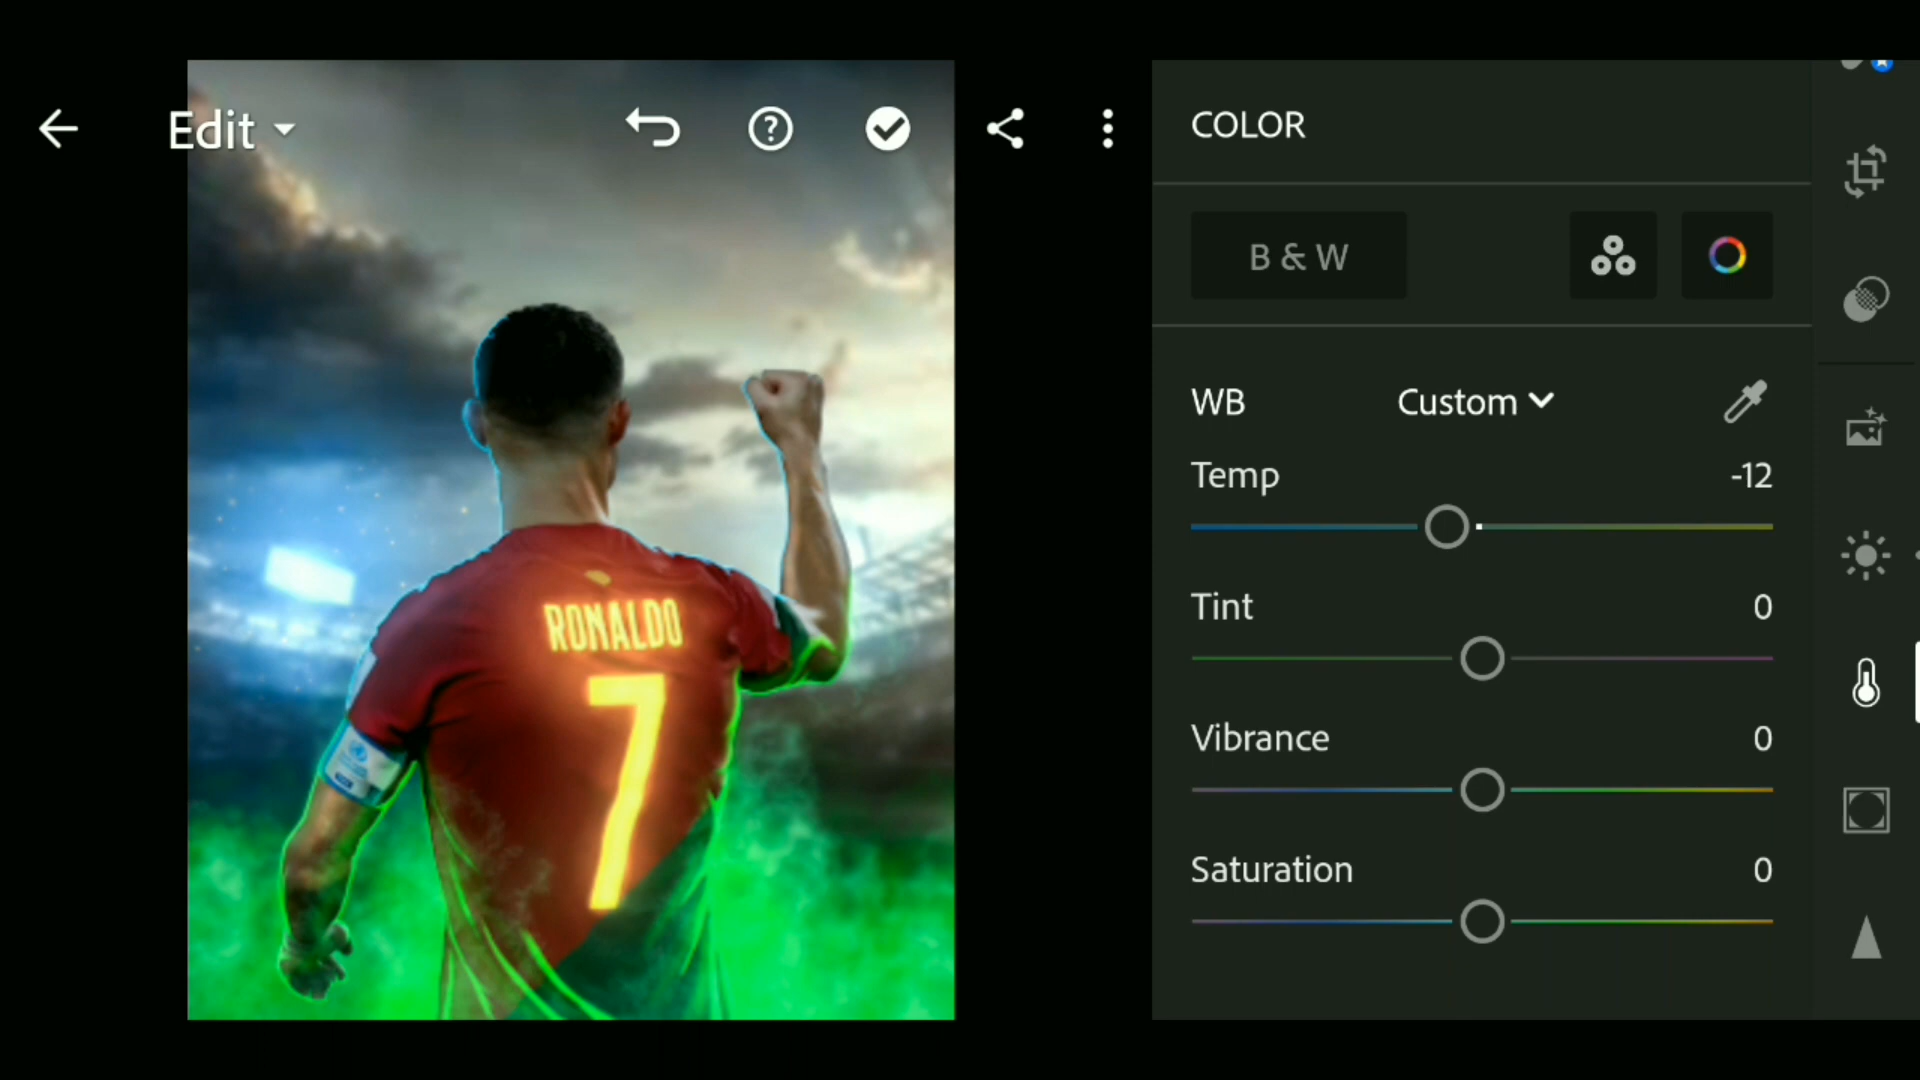 Edit
COLOR
B & W
WB
Custom
Temp
-12
Tint
0
Vibrance
0
Saturation
0
RONALDO
7